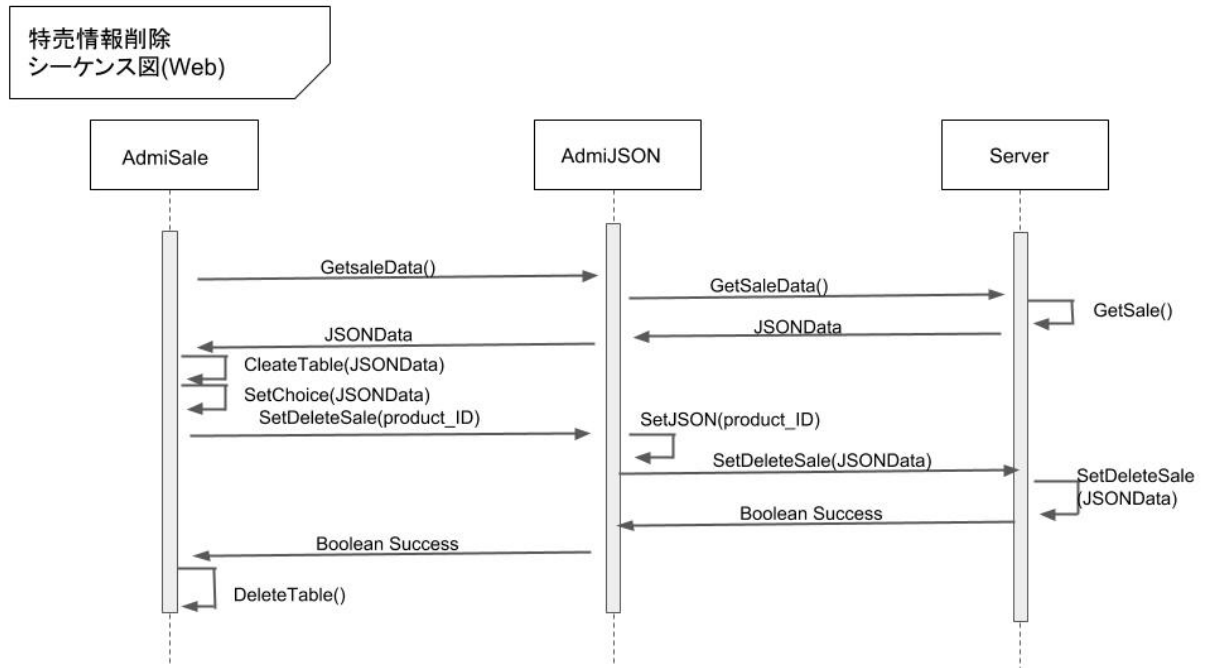 特売情報削除
シーケンス図(Web)
AdmiSale
AdmiJSON
Server
GetsaleData()
GetSaleData()
GetSale()
JSONData
JSONData
CleateTable(JSONData)
SetChoice(JSONData)
SetDeleteSale(product_ID)
SetJSON(product_ID)
SetDeleteSale(JSONData)
SetDeleteSale
(JSONData)
Boolean Success
Boolean Success
DeleteTable()